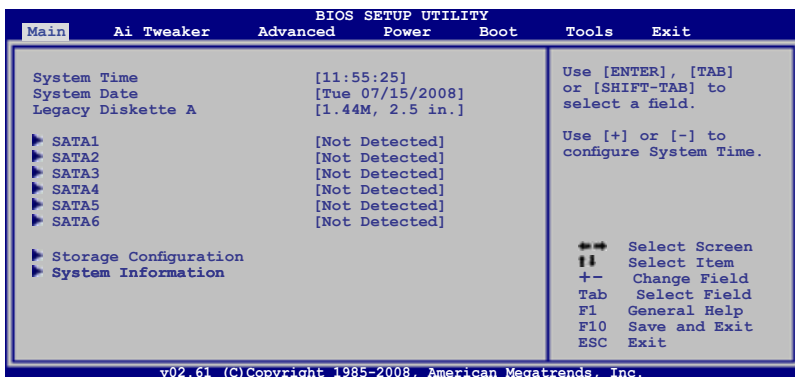 BIOS SETUP UTILITY
Main Ai Tweaker Advanced Power Boot Tools Exit
System Time [11:55:25]
System Date [Tue 07/15/2008]
Legacy Diskette A [1.44M, 2.5 in.]
SATA1 [Not Detected]
SATA2 [Not Detected]
SATA3 [Not Detected]
SATA4 [Not Detected]
SATA5 [Not Detected]
SATA6 [Not Detected]
Storage Configuration
System Information
Use [ENTER], [TAB]
or [SHIFT-TAB] to
select a field.
Use [+] or [-] to
configure System Time.
←→ Select Screen
↑↓ Select Item
+- Change Field
Tab Select Field
F1 General Help
F10 Save and Exit
ESC Exit
v02.61 (C)Copyright 1985-2008, American Megatrends, Inc.